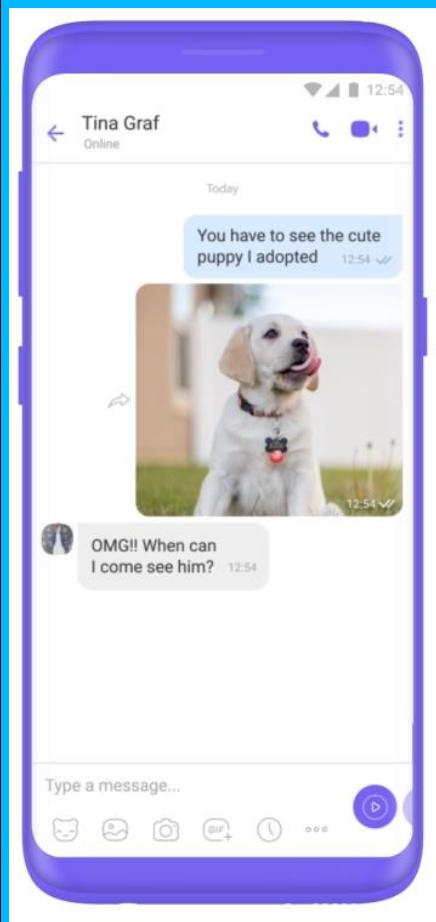 12:54
Tina Graf
Online
Today
You have to see the cute
puppy I adopted 12:54
12:54
OMG!! When can
I come see him? 12:54
Type a message...
GIF